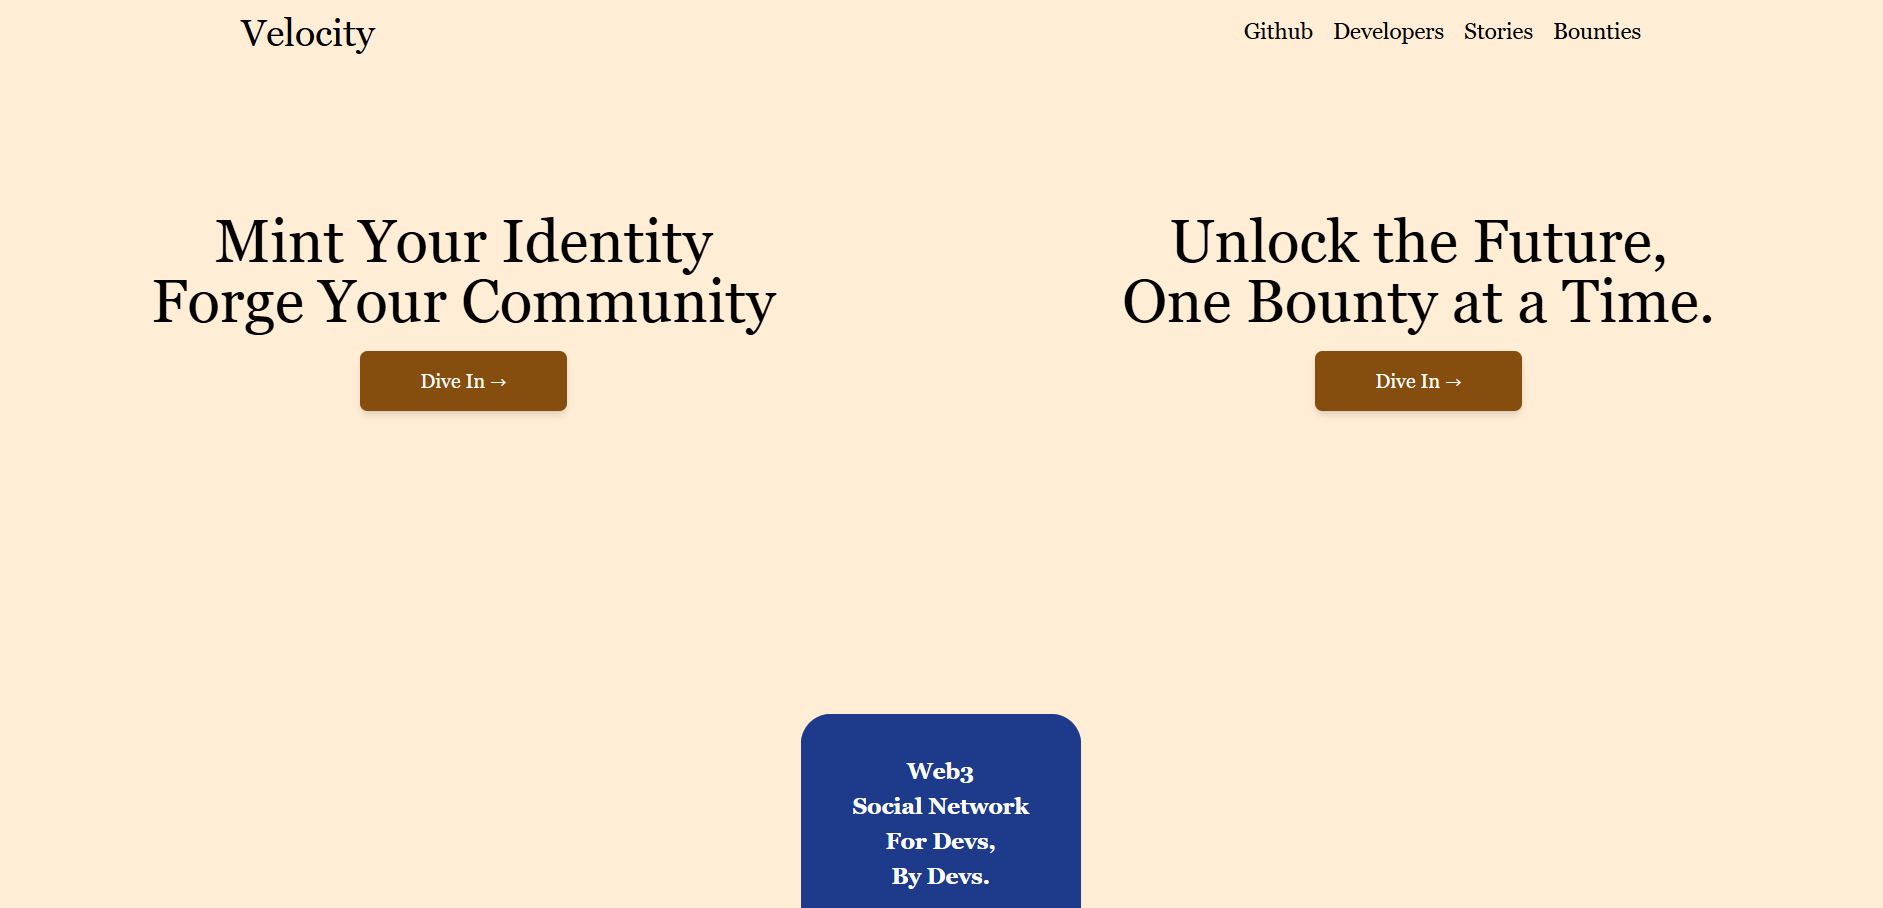 Velocity
Github Developers Stories Bounties
Mint Your Identity
Forge Your Community
Dive In →
Unlock the Future,
One Bounty at a Time.
Dive In →
Web3
Social Network
For Devs,
By Devs.